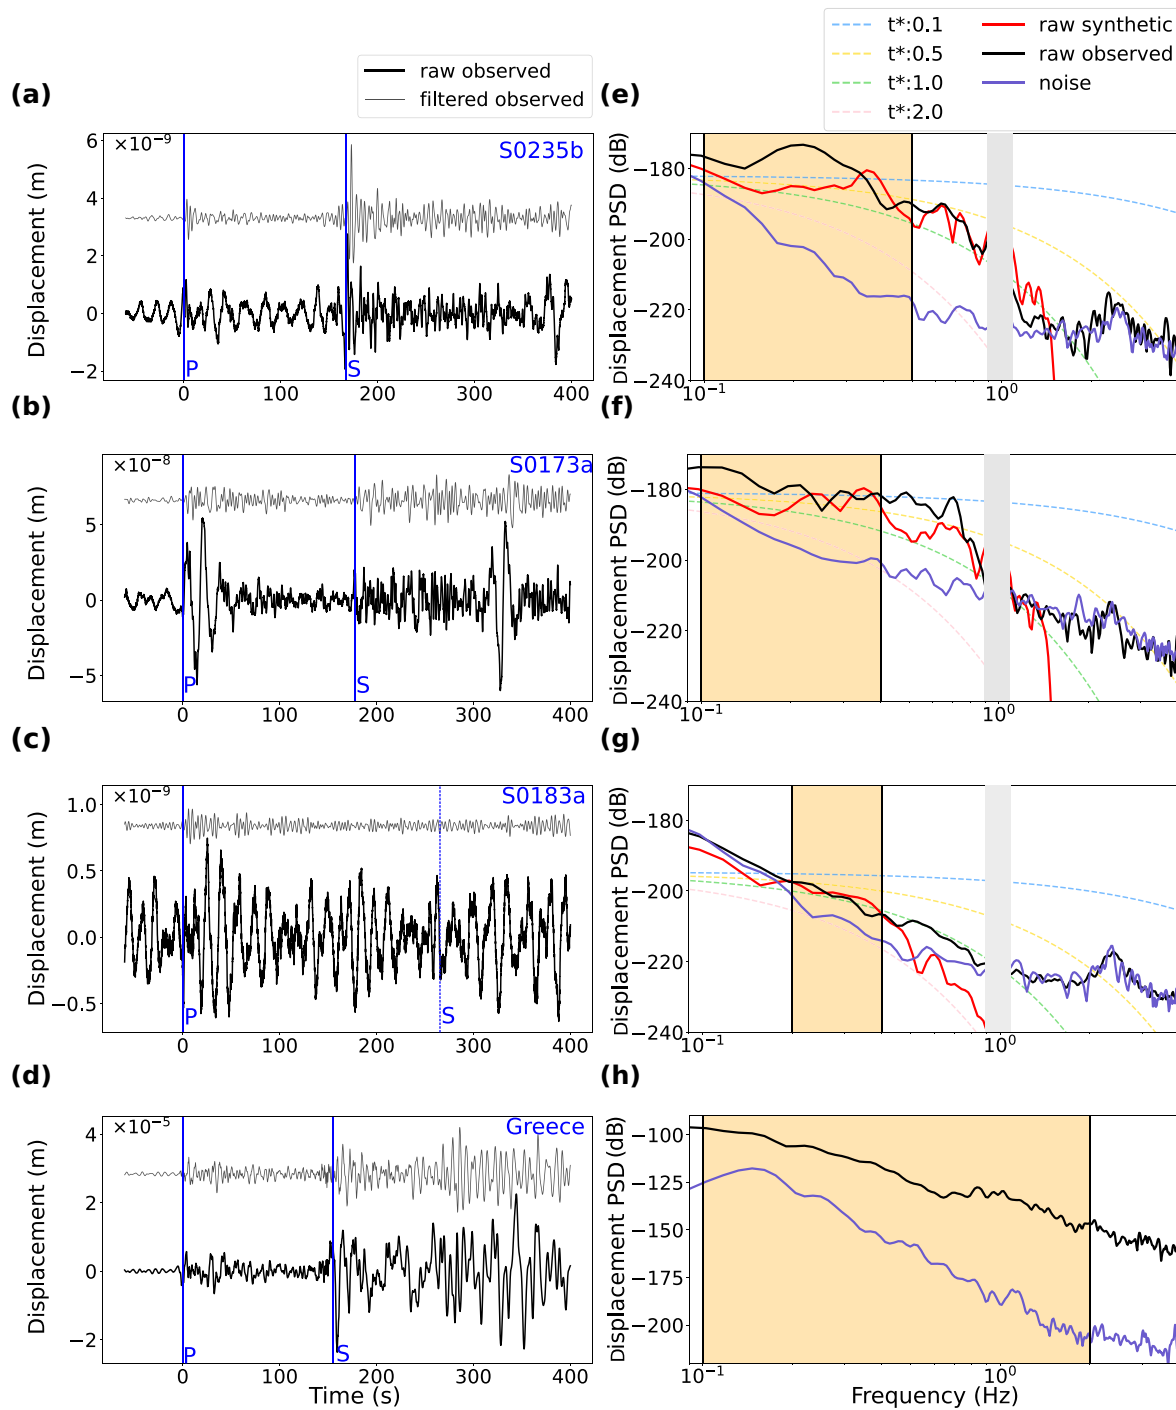 t*:0.1
t*:0.5
t*:1.0
t*:2.0
raw synthetic
raw observed
noise
raw observed
filtered observed
(a)
×10⁻⁹
S0235b
Displacement (m)
6
4
2
0
−2
P
S
0
100
200
300
400
(e)
Displacement PSD (dB)
−180
−200
−220
−240
10⁻¹
10⁰
(b)
×10⁻⁸
S0173a
Displacement (m)
5
0
−5
P
S
0
100
200
300
400
(f)
Displacement PSD (dB)
−180
−200
−220
−240
10⁻¹
10⁰
(c)
×10⁻⁹
S0183a
Displacement (m)
1.0
0.5
0.0
−0.5
P
S
0
100
200
300
400
(g)
Displacement PSD (dB)
−180
−200
−220
−240
10⁻¹
10⁰
(d)
×10⁻⁵
Greece
Displacement (m)
4
2
0
−2
P
S
0
100
200
300
400
Time (s)
(h)
Displacement PSD (dB)
−100
−125
−150
−175
−200
10⁻¹
10⁰
Frequency (Hz)